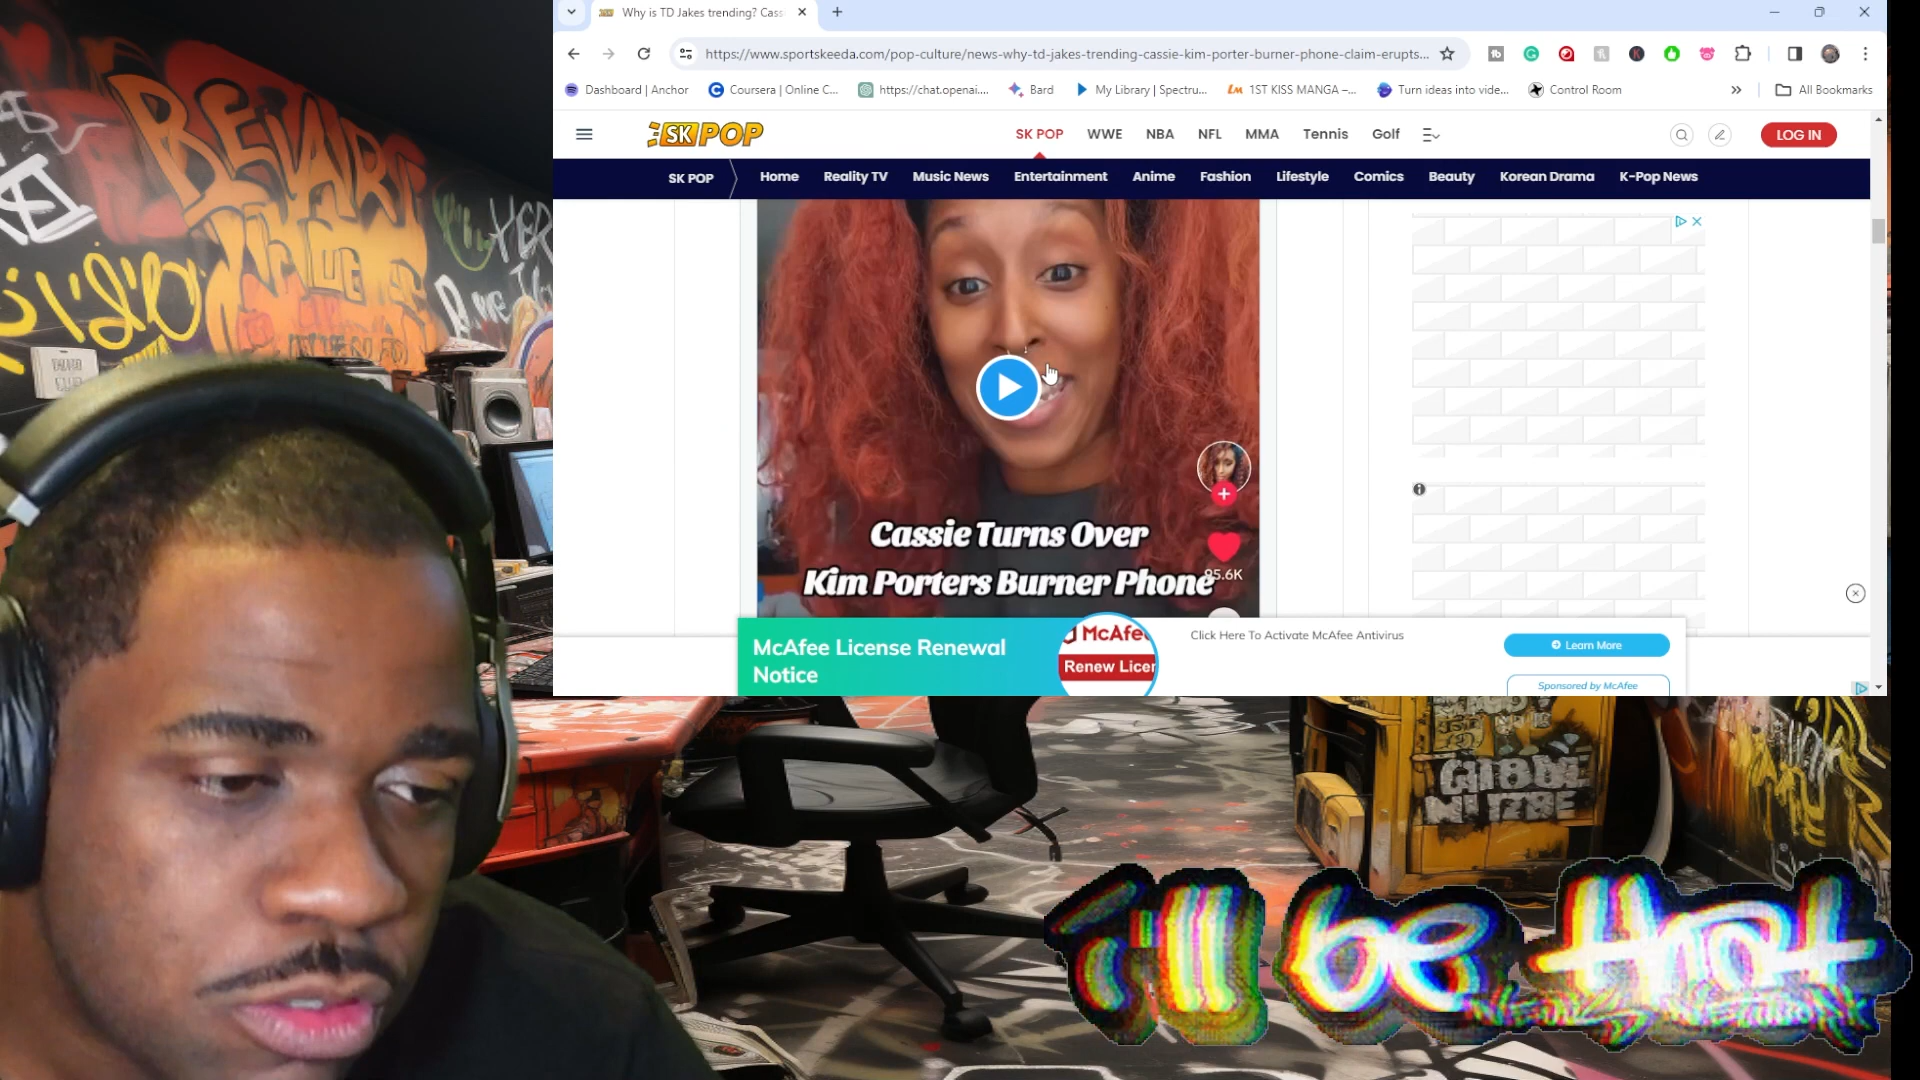 Why is TD Jakes trending? Cass
https://www.sportskeeda.com/pop-culture/news-why-td-jakes-trending-cassie-kim-porter-burner-phone-claim-erupts...
Dashboard | Anchor
Coursera | Online C...
https://chat.openai....
Bard
My Library | Spectru...
1ST KISS MANGA –...
Turn ideas into vide...
Control Room
»
All Bookmarks
SK POP
SK POP
WWE
NBA
NFL
MMA
Tennis
Golf
LOG IN
SK POP
Home
Reality TV
Music News
Entertainment
Anime
Fashion
Lifestyle
Comics
Beauty
Korean Drama
K-Pop News
Cassie Turns Over
Kim Porters Burner Phone
95.6K
McAfee License Renewal
Notice
McAfee
Renew Licen
Click Here To Activate McAfee Antivirus
Learn More
Sponsored by McAfee
i'll be